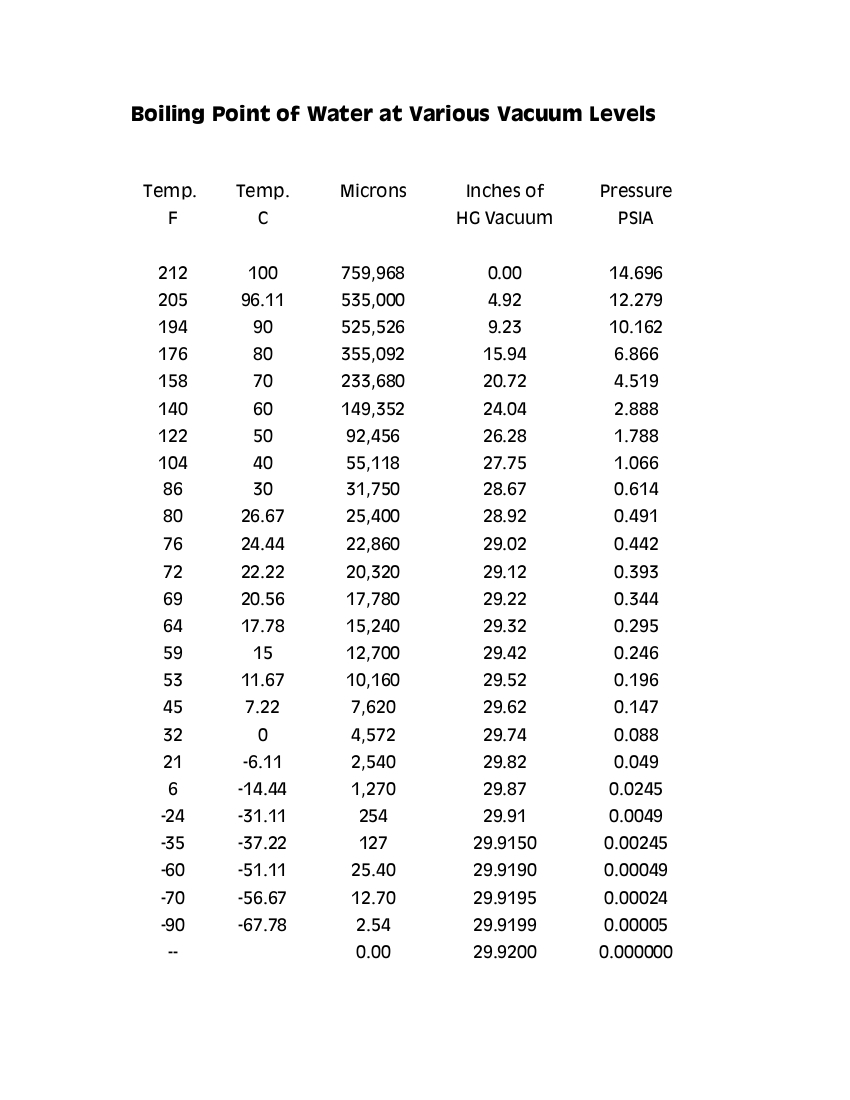 Boiling Point of Water at Various Vacuum Levels
Temp. Temp. Microns Inches of Pressure
F C HG Vacuum PSIA
212 100 759,968 0.00 14.696
205 96.11 535,000 4.92 12.279
194 90 525,526 9.23 10.162
176 80 355,092 15.94 6.866
158 70 233,680 20.72 4.519
140 60 149,352 24.04 2.888
122 50 92,456 26.28 1.788
104 40 55,118 27.75 1.066
86 30 31,750 28.67 0.614
80 26.67 25,400 28.92 0.491
76 24.44 22,860 29.02 0.442
72 22.22 20,320 29.12 0.393
69 20.56 17,780 29.22 0.344
64 17.78 15,240 29.32 0.295
59 15 12,700 29.42 0.246
53 11.67 10,160 29.52 0.196
45 7.22 7,620 29.62 0.147
32 0 4,572 29.74 0.088
21 -6.11 2,540 29.82 0.049
6 -14.44 1,270 29.87 0.0245
-24 -31.11 254 29.91 0.0049
-35 -37.22 127 29.9150 0.00245
-60 -51.11 25.40 29.9190 0.00049
-70 -56.67 12.70 29.9195 0.00024
-90 -67.78 2.54 29.9199 0.00005
-- 0.00 29.9200 0.000000